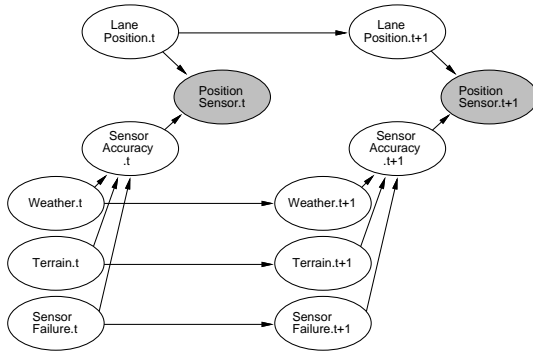 Lane
Position.t
Lane
Position.t+1
Position
Sensor.t
Position
Sensor.t+1
Sensor
Accuracy
.t
Sensor
Accuracy
.t+1
Weather.t
Weather.t+1
Terrain.t
Terrain.t+1
Sensor
Failure.t
Sensor
Failure.t+1